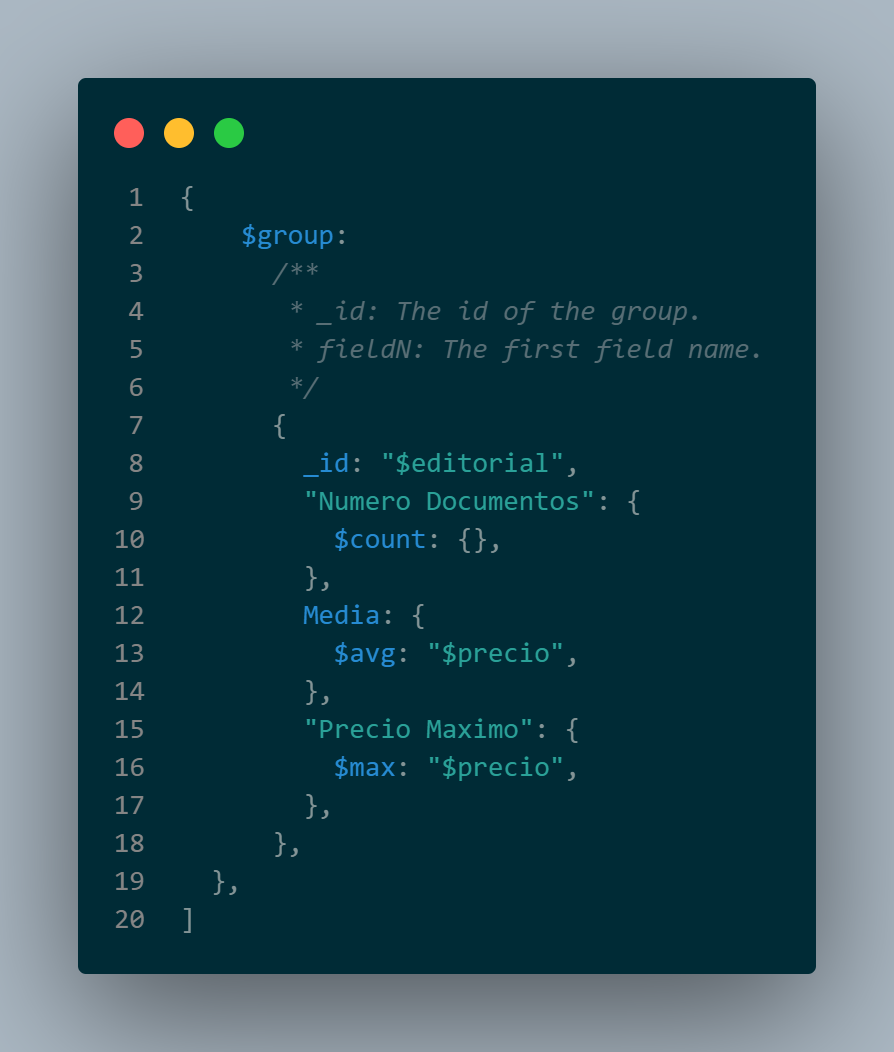 1 {
2     $group:
3       /**
4        * _id: The id of the group.
5        * fieldN: The first field name.
6        */
7       {
8         _id: "$editorial",
9         "Numero Documentos": {
10           $count: {},
11         },
12         Media: {
13           $avg: "$precio",
14         },
15         "Precio Maximo": {
16           $max: "$precio",
17         },
18       },
19   },
20 ]